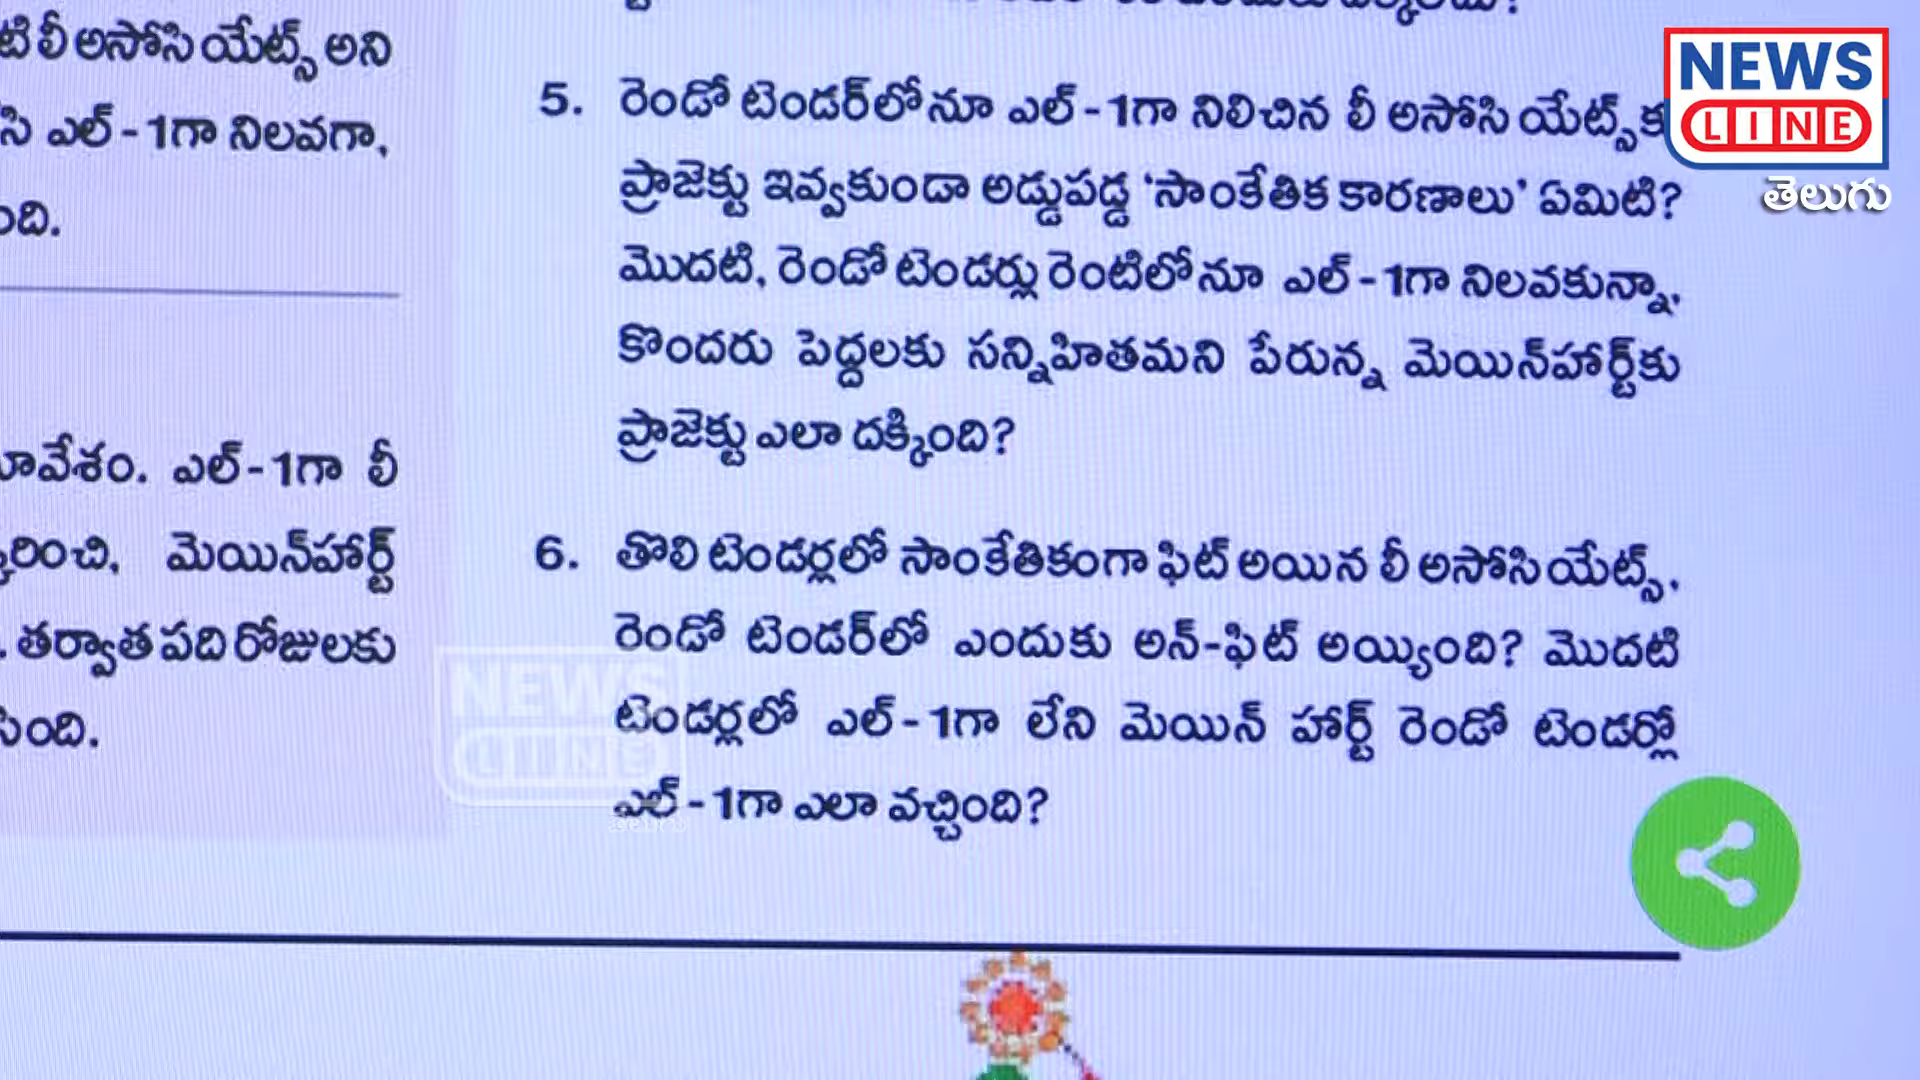 టి లీ అసోసియేట్స్ అని
సి ఎల్-1గా నిలవగా,
ంది.
ఎల్-1గా లీ
మెయిన్‌హార్ట్
తర్వాత పది రోజులకు
5. రెండో టెండర్‌లోనూ ఎల్-1గా నిలిచిన లీ అసోసియేట్స్‌కు
ప్రాజెక్టు ఇవ్వకుండా అడ్డుపడ్డ ‘సాంకేతిక కారణాలు’ ఏమిటి?
మొదటి, రెండో టెండర్లు రెంటిలోనూ ఎల్-1గా నిలవకున్నా,
కొందరు పెద్దలకు సన్నిహితమని పేరున్న మెయిన్‌హార్ట్‌కు
ప్రాజెక్టు ఎలా దక్కింది?
6. తొలి టెండర్లలో సాంకేతికంగా ఫిట్ అయిన లీ అసోసియేట్స్,
రెండో టెండర్‌లో ఎందుకు అన్-ఫిట్ అయ్యింది? మొదటి
టెండర్లలో ఎల్-1గా లేని మెయిన్ హార్ట్ రెండో టెండర్లో
ఎల్-1గా ఎలా వచ్చింది?
NEWS
LINE
తెలుగు
NEWS
LINE